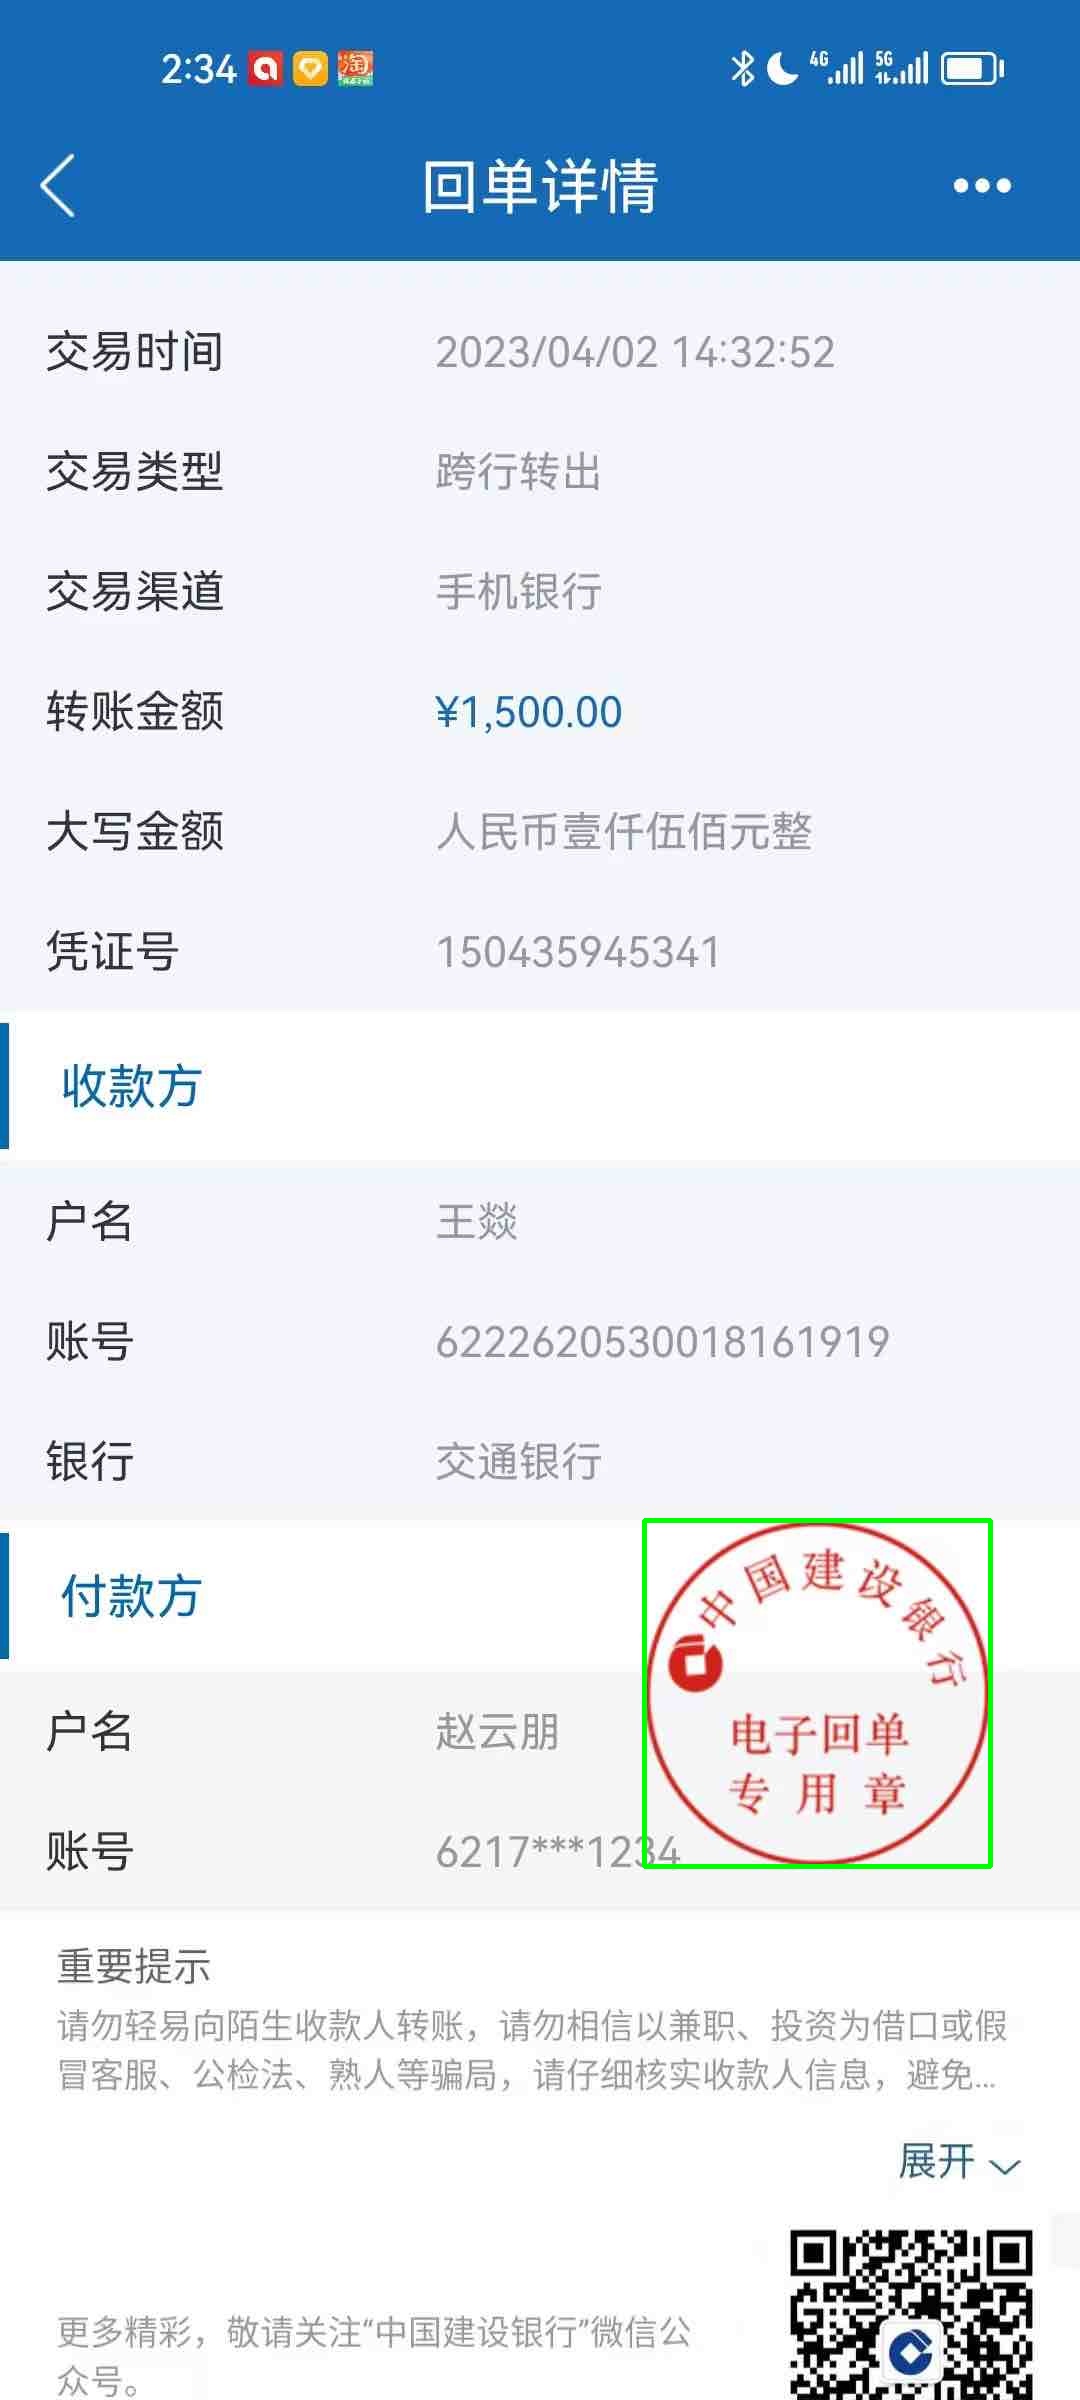 2:34
4G 5G
回单详情
交易时间 2023/04/02 14:32:52
交易类型 跨行转出
交易渠道 手机银行
转账金额 ¥1,500.00
大写金额 人民币壹仟伍佰元整
凭证号 150435945341
收款方
户名 王燚
账号 6222620530018161919
银行 交通银行
付款方
中国建设银行
电子回单
专用章
户名 赵云朋
账号 6217***1234
重要提示
请勿轻易向陌生收款人转账，请勿相信以兼职、投资为借口或假
冒客服、公检法、熟人等骗局，请仔细核实收款人信息，避免...
展开
更多精彩，敬请关注“中国建设银行”微信公
众号。